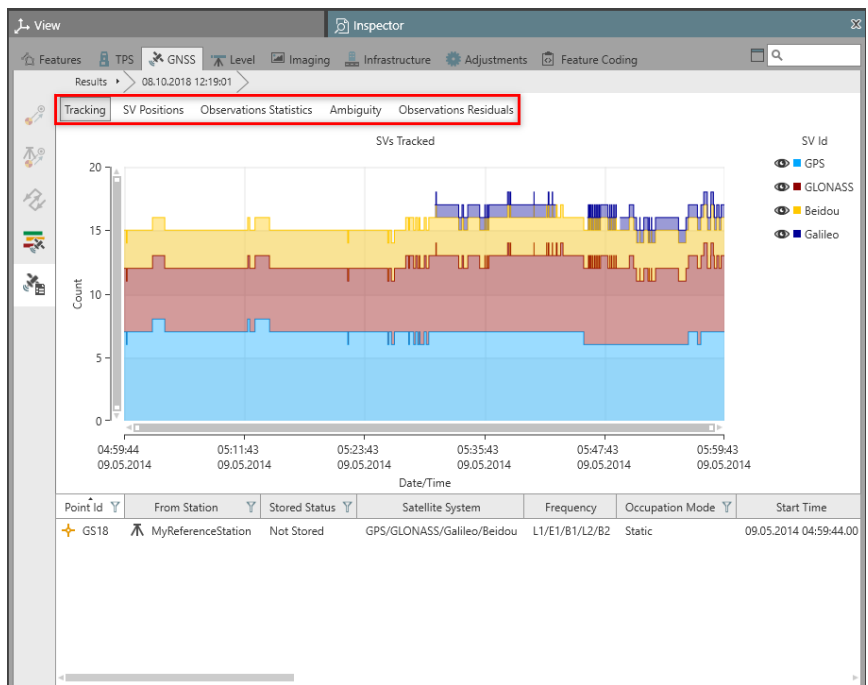 View Inspector
Features TPS GNSS Level Imaging Infrastructure Adjustments Feature Coding
Results 08.10.2018 12:19:01
Tracking SV Positions Observations Statistics Ambiguity Observations Residuals
SVs Tracked
SV Id
GPS
GLONASS
Beidou
Galileo
20
15
10
5
0
Count
04:59:44 05:11:43 05:23:43 05:35:43 05:47:43 05:59:43
09.05.2014 09.05.2014 09.05.2014 09.05.2014 09.05.2014 09.05.2014
Date/Time
Point Id From Station Stored Status Satellite System Frequency Occupation Mode Start Time
GS18 MyReferenceStation Not Stored GPS/GLONASS/Galileo/Beidou L1/E1/B1/L2/B2 Static 09.05.2014 04:59:44.00